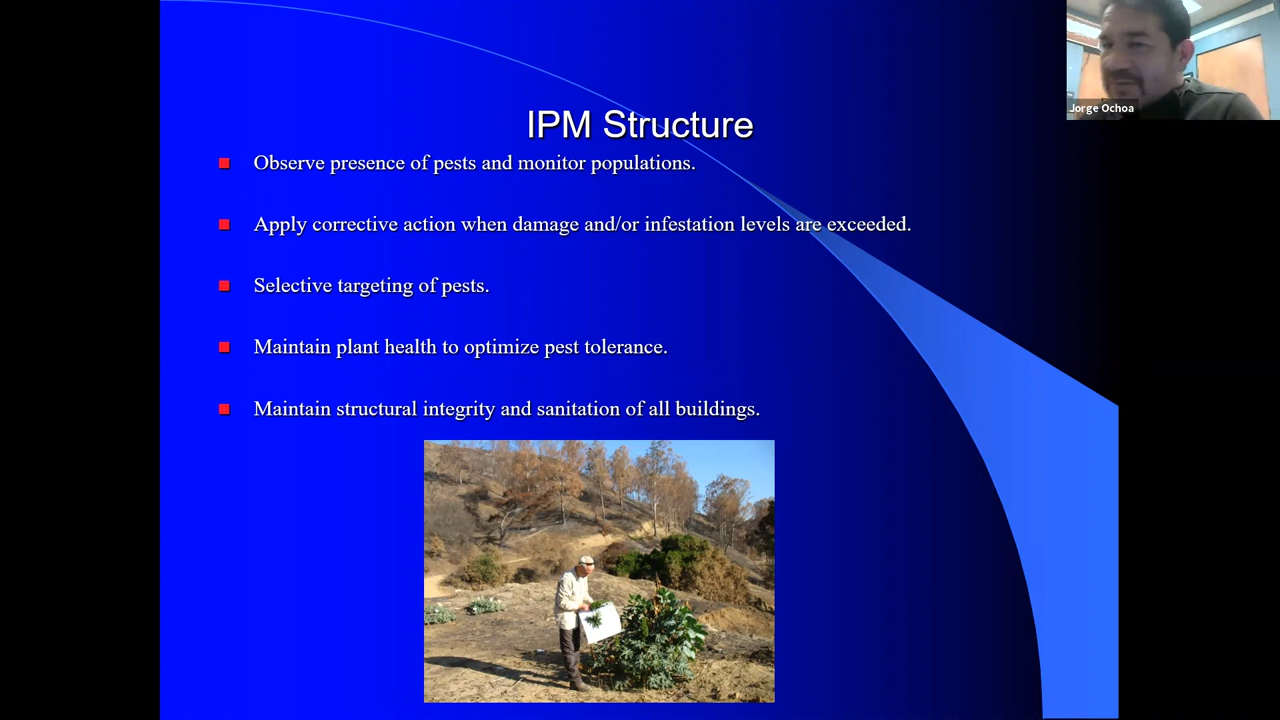 IPM Structure
Observe presence of pests and monitor populations.
Apply corrective action when damage and/or infestation levels are exceeded.
Selective targeting of pests.
Maintain plant health to optimize pest tolerance.
Maintain structural integrity and sanitation of all buildings.
Jorge Ochoa